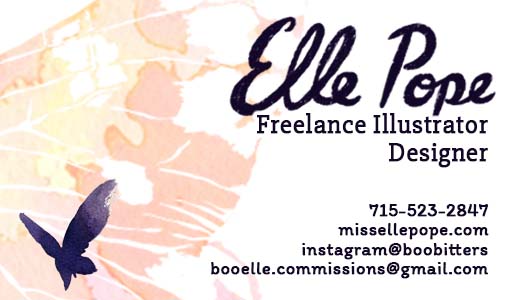 Elle Pope
Freelance Illustrator
Designer
715-523-2847
missellepope.com
instagram@boobitters
booelle.commissions@gmail.com